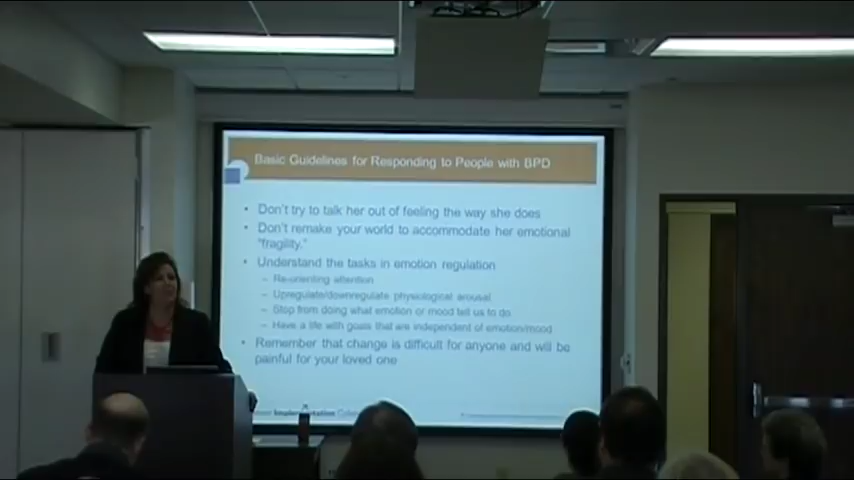 Basic Guidelines for Responding to People with BPD
• Don't try to talk her out of feeling the way she does
• Don't remake your world to accommodate her emotional
"fragility."
• Understand the tasks in emotion regulation
– Re-orienting attention
– Upregulate/downregulate physiological arousal
– Stop from doing what emotion or mood tell us to do
– Have a life with goals that are independent of emotion/mood
• Remember that change is difficult for anyone and will be
painful for your loved one
Implementation